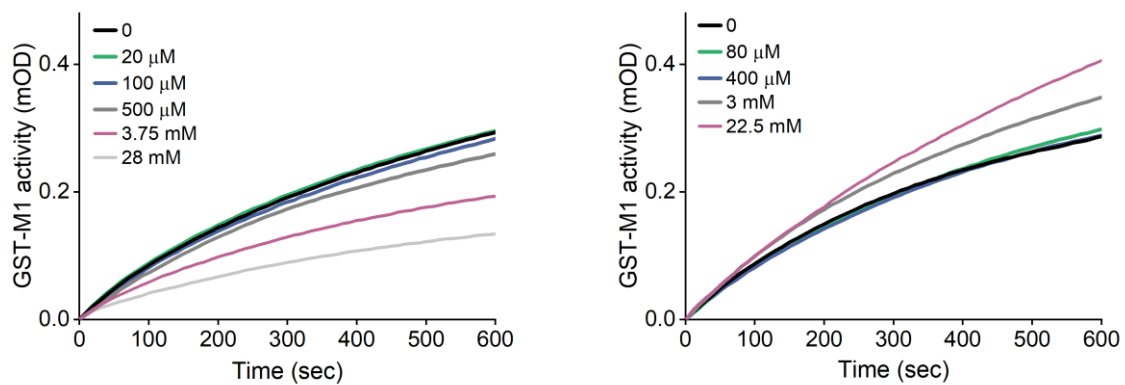 GST-M1 activity (mOD)
0.4
0.2
0.0
0
20 μM
100 μM
500 μM
3.75 mM
28 mM
0 100 200 300 400 500 600
Time (sec)
GST-M1 activity (mOD)
0.4
0.2
0.0
0
80 μM
400 μM
3 mM
22.5 mM
0 100 200 300 400 500 600
Time (sec)